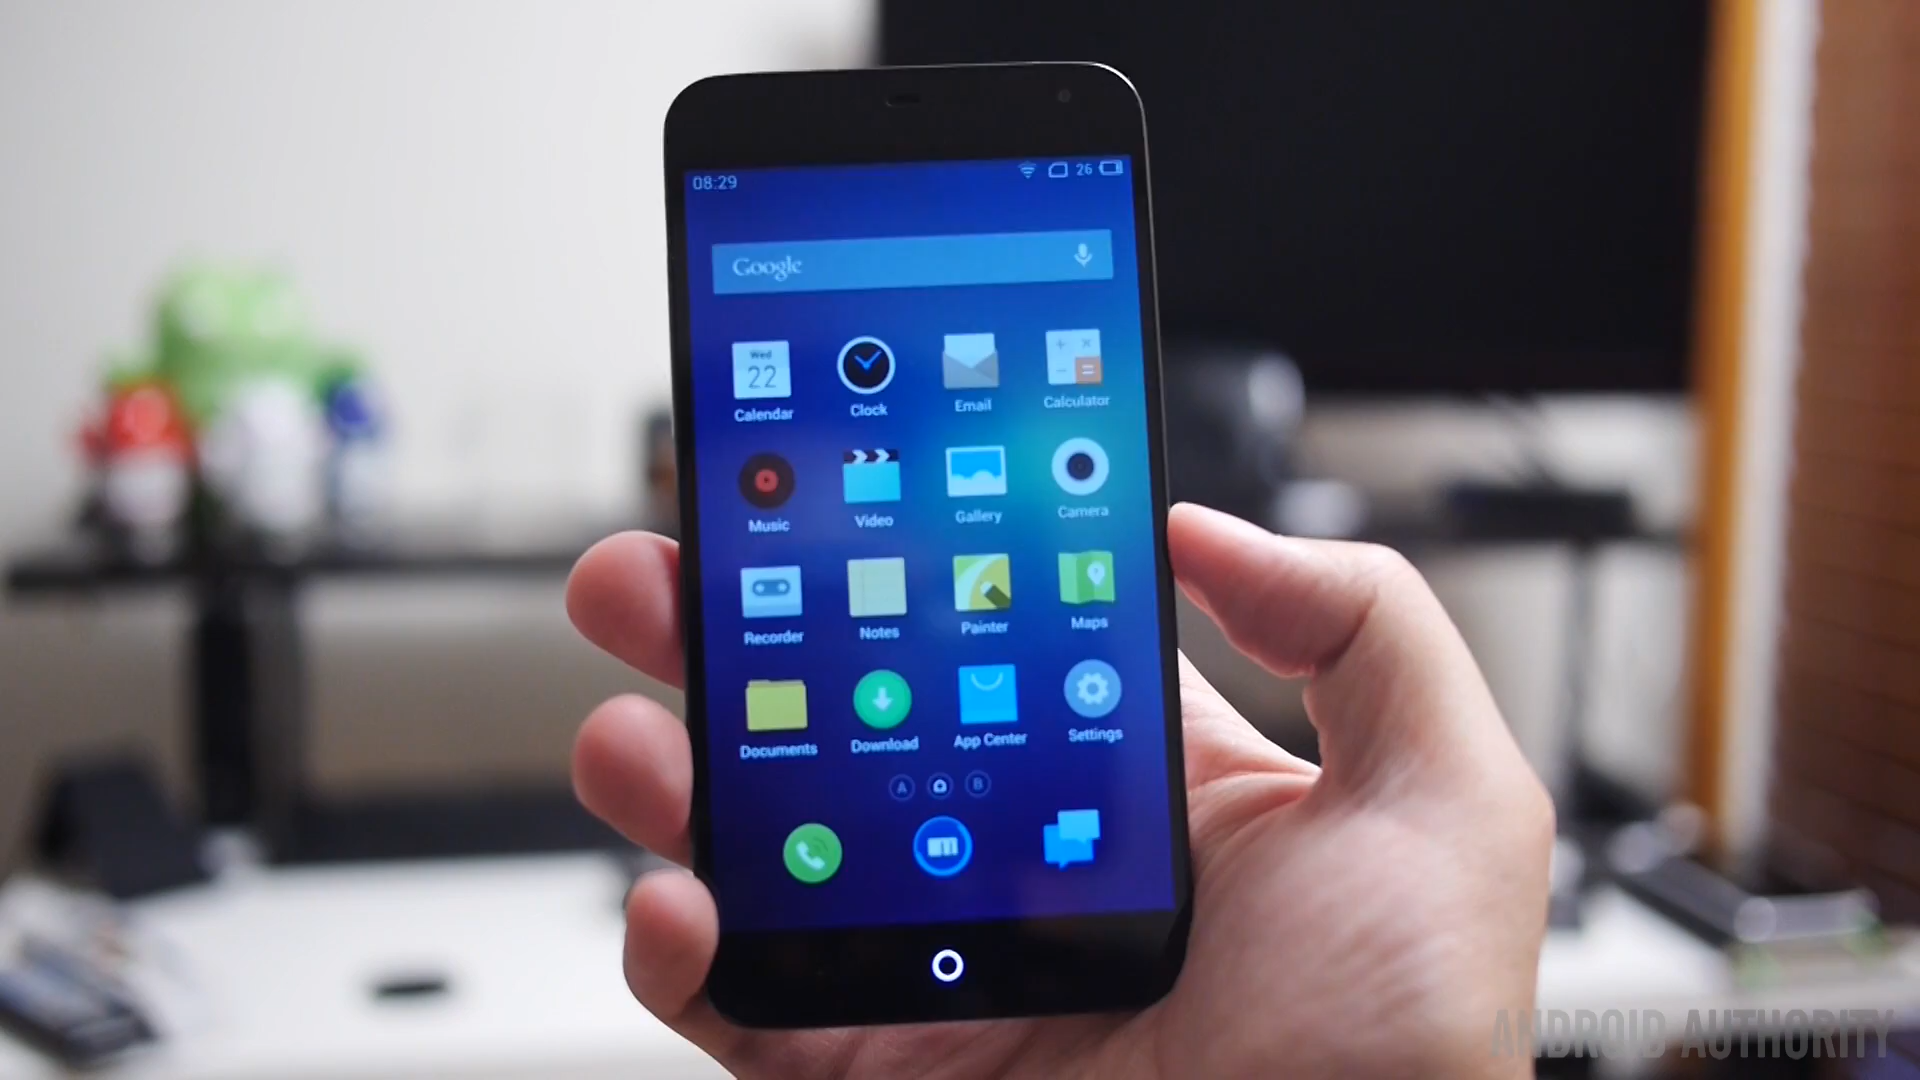 08:29 26
Google
Wed
22
Calendar Clock Email Calculator
Music Video Gallery Camera
Recorder Notes Painter Maps
Documents Download App Center Settings
A B
m
ANDROID AUTHORITY